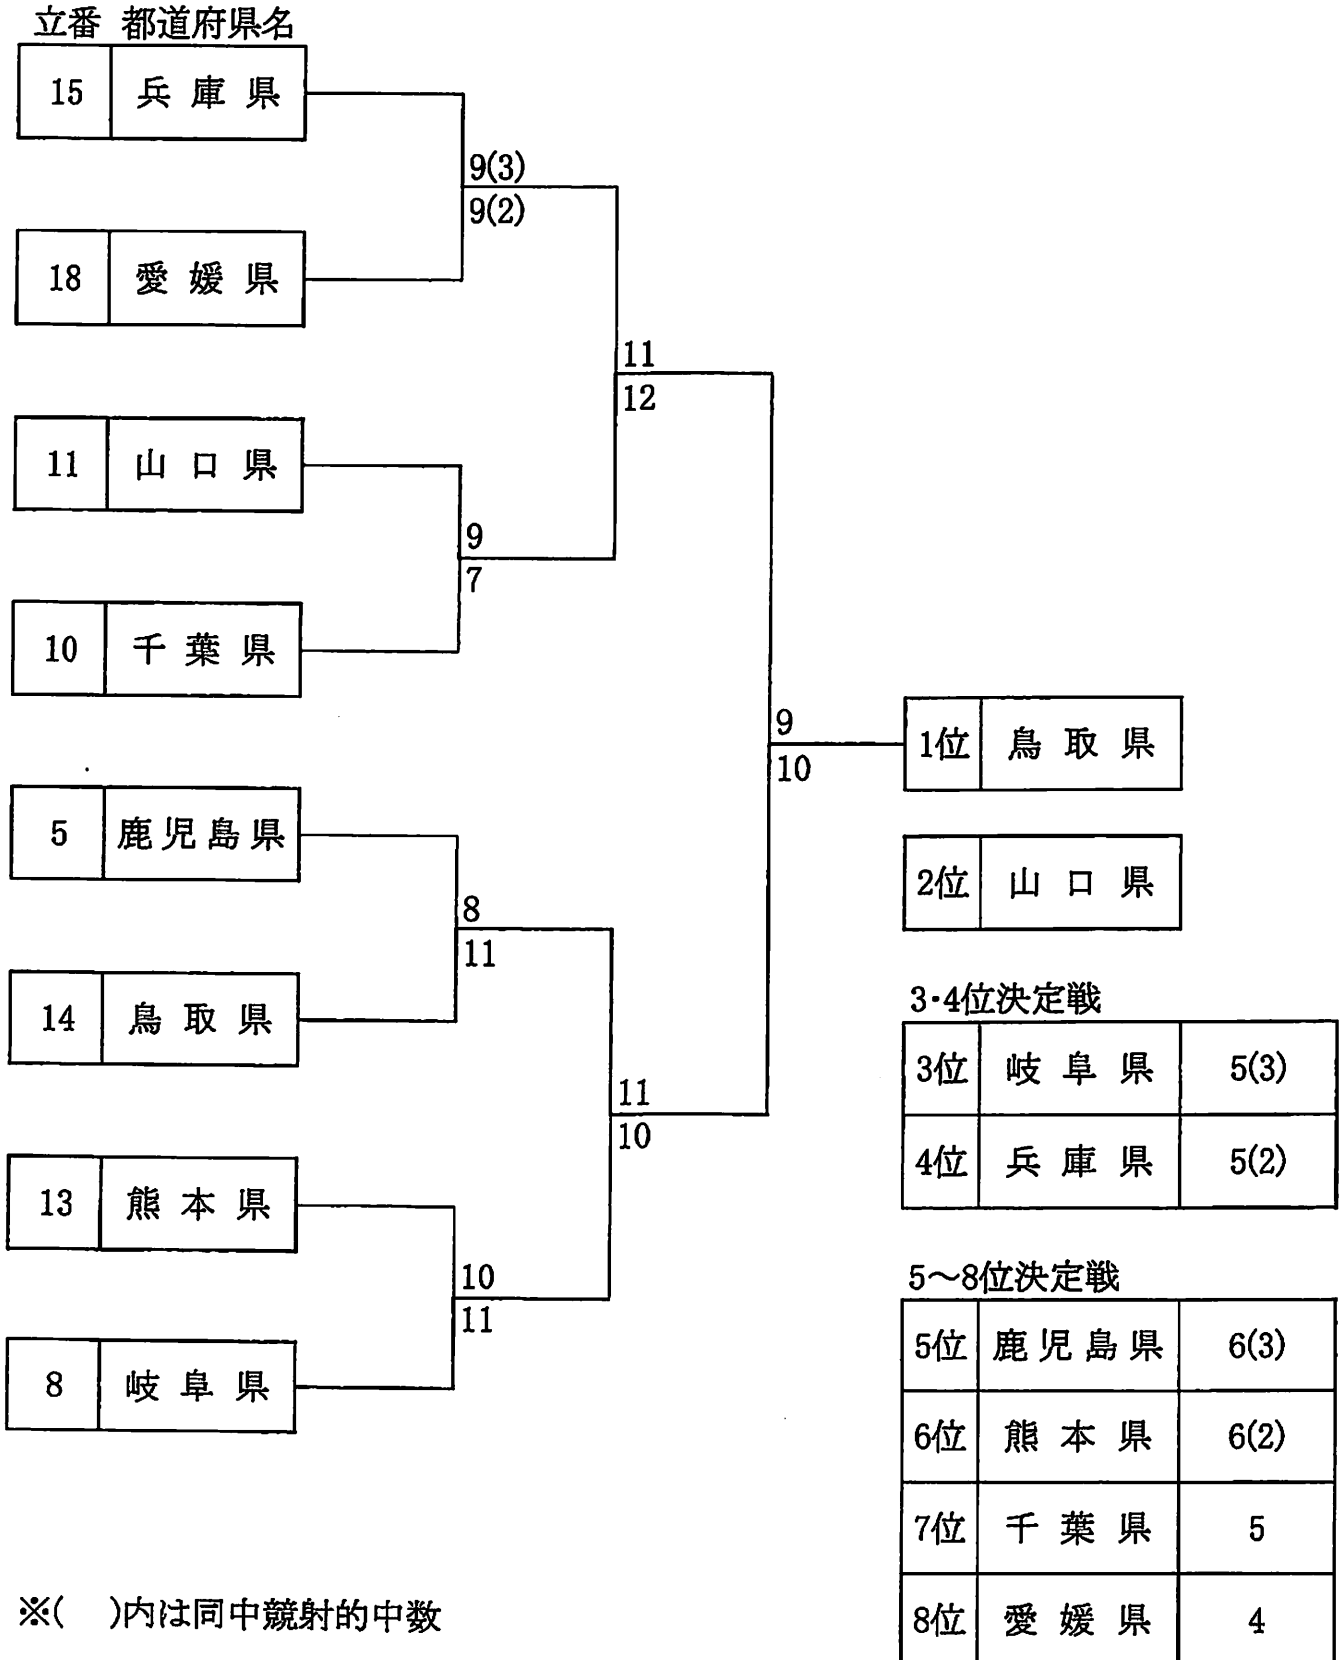 立番 都道府県名
15 兵庫県
9(3)
9(2)
18 愛媛県
11
12
11 山口県
9
7
10 千葉県
9
10
1位 鳥取県
5 鹿児島県
2位 山口県
8
11
14 鳥取県
3・4位決定戦
3位 岐阜県 5(3)
11
10
4位 兵庫県 5(2)
13 熊本県
10
11
5～8位決定戦
8 岐阜県
5位 鹿児島県 6(3)
6位 熊本県 6(2)
7位 千葉県 5
8位 愛媛県 4
※( )内は同中競射的中数